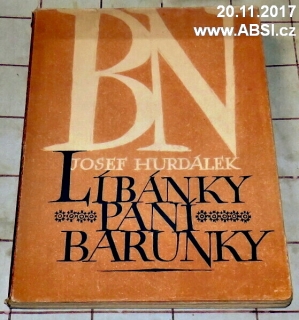 20.11.2017
www.ABSI.cz
BN
JOSEF HURDÁLEK
LÍBÁNKY
PANÍ
BARUNKY